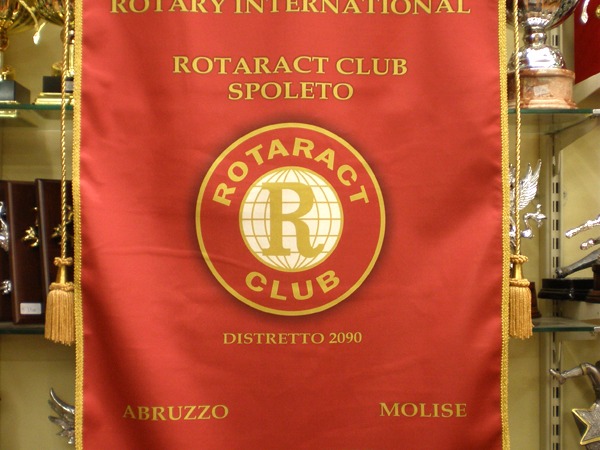 ROTARY INTERNATIONAL
ROTARACT CLUB
SPOLETO
ROTARACT
R
CLUB
DISTRETTO 2090
ABRUZZO MOLISE